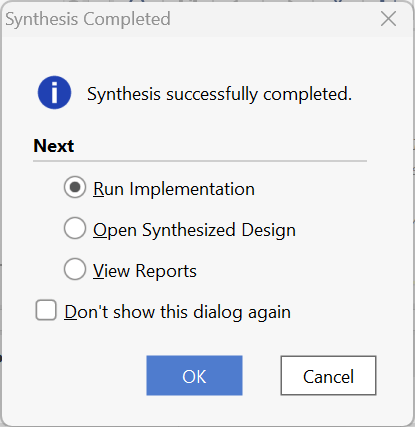 Synthesis Completed
Synthesis successfully completed.
Next
Run Implementation
Open Synthesized Design
View Reports
Don't show this dialog again
OK
Cancel